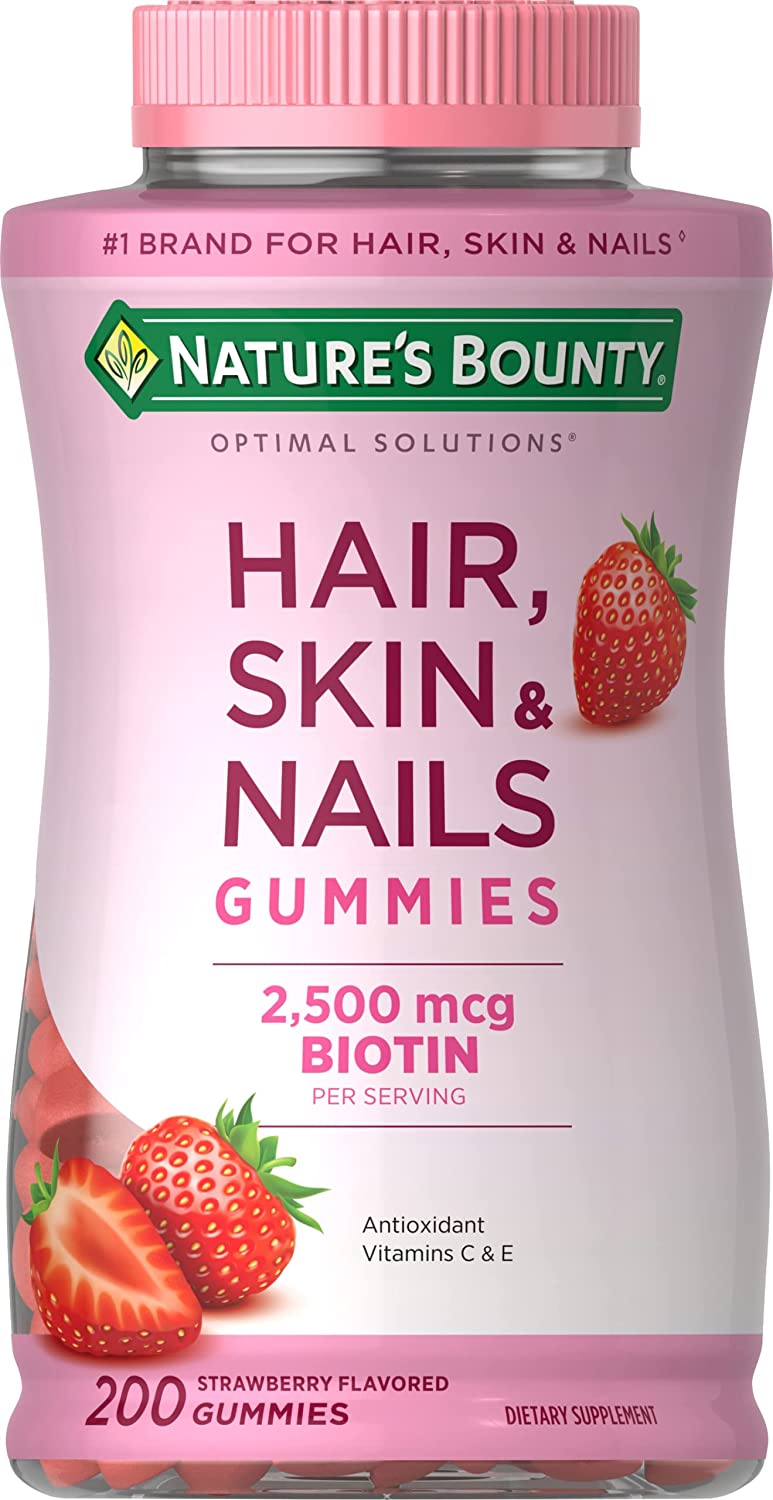 #1 BRAND FOR HAIR, SKIN & NAILS◊
NATURE'S BOUNTY®
OPTIMAL SOLUTIONS®
HAIR,
SKIN &
NAILS
GUMMIES
2,500 mcg
BIOTIN
PER SERVING
Antioxidant
Vitamins C & E
200 STRAWBERRY FLAVORED
GUMMIES
DIETARY SUPPLEMENT